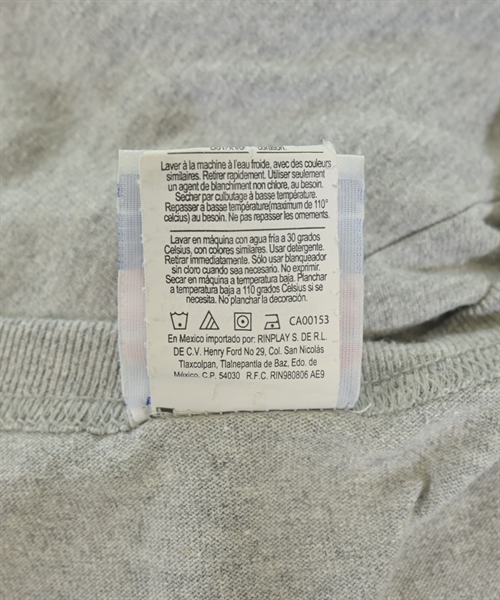 Laver à la machine à l'eau froide, avec des couleurs
similaires. Retirer rapidement. Utiliser seulement
un agent de blanchiment non chlore, au besoin.
Sécher par culbutage à basse température.
Repasser a basse température(maximum de 110°
celcius) au besoin. Ne pas repasser les ornements.
Lavar en máquina con agua fria a 30 grados
Celsius, con colores similares. Usar detergente.
Retirar immediatamente. Sólo usar blanqueador
sin cloro cuando sea necesario. No exprimir.
Secar en máquina a baja temperatura. Planchar
a temperatura baja a 110 grados Celsius si se
necesita. No planchar la decoración.
CA00153
En Mexico importado por: RINPLAY S. DE R.L.
DE C.V. Henry Ford No 29, Col. San Nicolás
Tlaxcolpan, Tlalnepantla de Baz, Edo. de
México, C.P. 54030 R.F.C. RIN980806 AE9